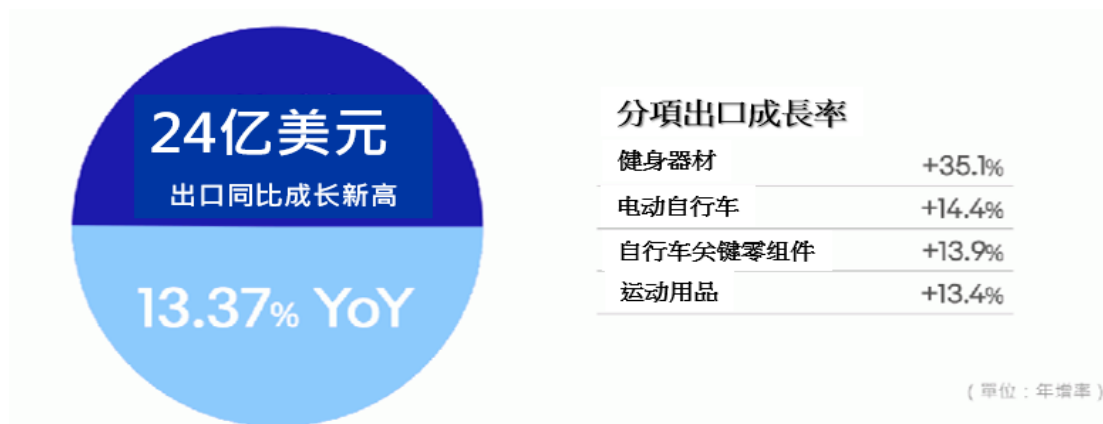 24亿美元
出口同比成长新高
13.37% YoY
分項出口成長率
健身器材 +35.1%
电动自行车 +14.4%
自行车关键零组件 +13.9%
运动用品 +13.4%
(單位：年增率)